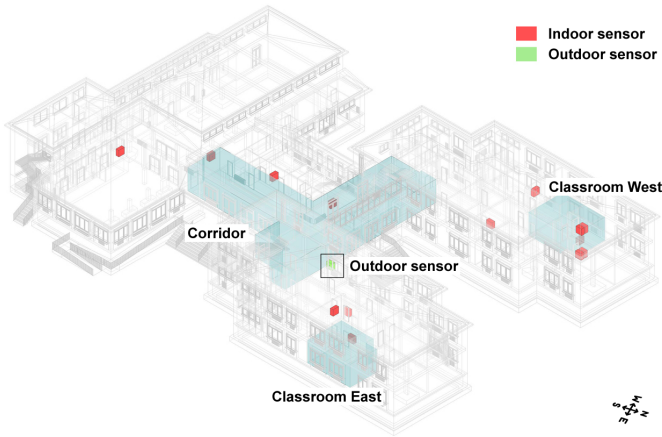 Indoor sensor
Outdoor sensor
Classroom West
Corridor
Outdoor sensor
Classroom East
W
S
N
E